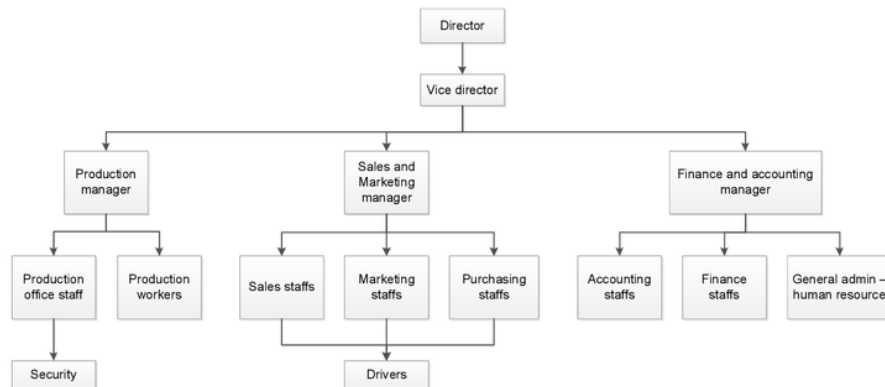 Director
Vice director
Production
manager
Sales and
Marketing
manager
Finance and accounting
manager
Production
office staff
Production
workers
Sales staffs
Marketing
staffs
Purchasing
staffs
Accounting
staffs
Finance
staffs
General admin –
human resource
Security
Drivers